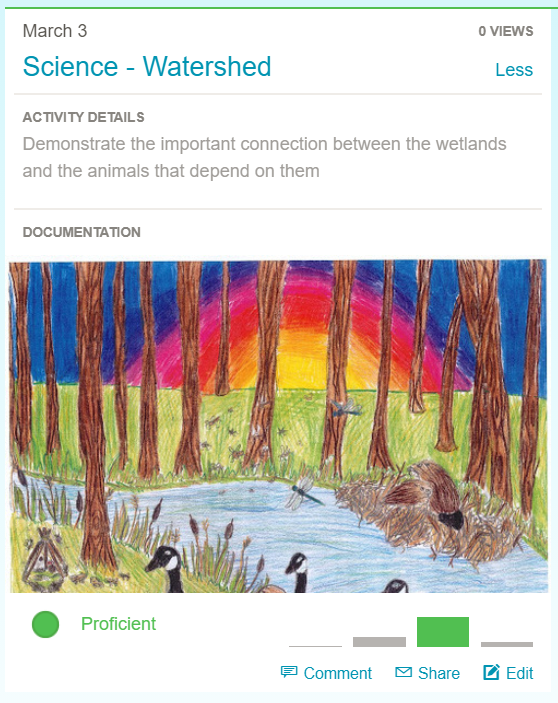 March 3
0 VIEWS
Science - Watershed
Less
ACTIVITY DETAILS
Demonstrate the important connection between the wetlands
and the animals that depend on them
DOCUMENTATION
Proficient
Comment
Share
Edit